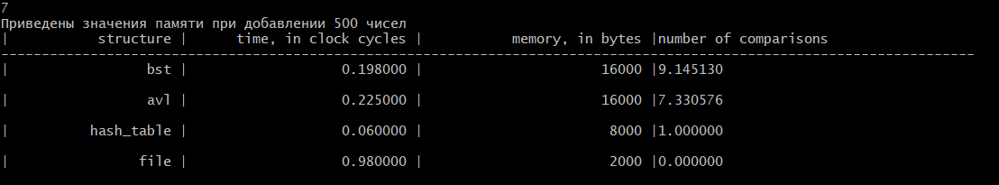 7
Приведены значения памяти при добавлении 500 чисел
| structure | time, in clock cycles | memory, in bytes |number of comparisons
------------------------------------------------------------------------------------------------------------------------
| bst | 0.198000 | 16000 |9.145130
| avl | 0.225000 | 16000 |7.330576
| hash_table | 0.060000 | 8000 |1.000000
| file | 0.980000 | 2000 |0.000000